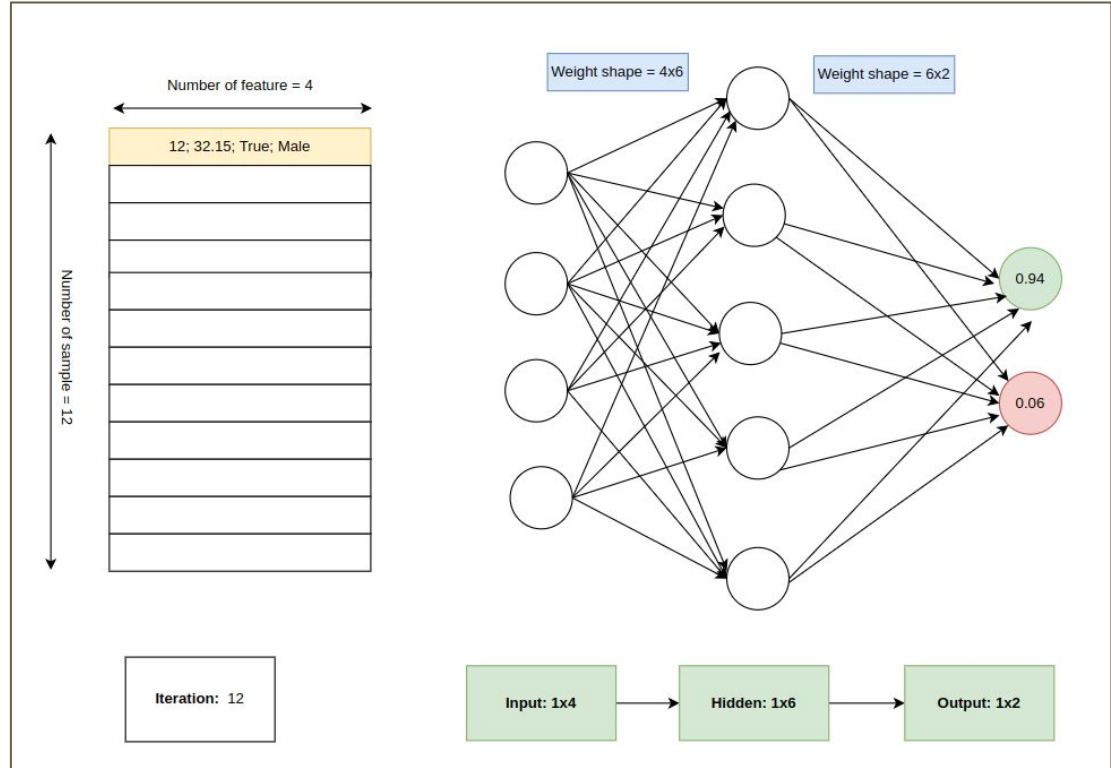 Number of feature = 4
12; 32.15; True; Male
Number of sample = 12
Weight shape = 4x6
Weight shape = 6x2
0.94
0.06
Iteration: 12
Input: 1x4
Hidden: 1x6
Output: 1x2